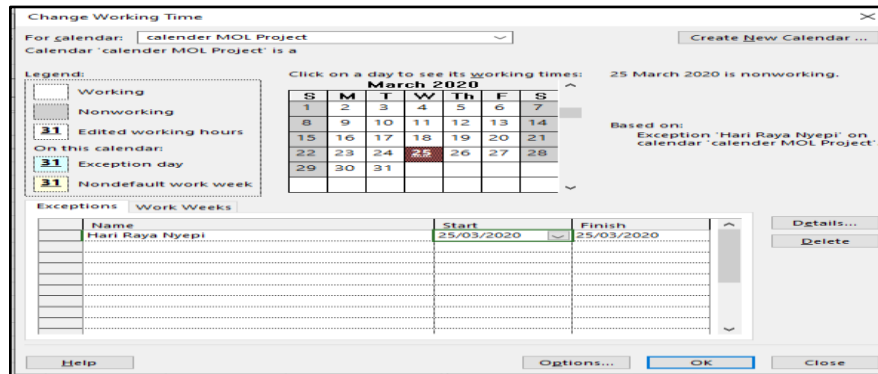 Change Working Time
For calendar: calender MOL Project
Create New Calendar ...
Calendar 'calender MOL Project' is a
Legend:
Working
Nonworking
31 Edited working hours
On this calendar:
31 Exception day
31 Nondefault work week
Click on a day to see its working times:
March 2020
S M T W Th F S
1 2 3 4 5 6 7
8 9 10 11 12 13 14
15 16 17 18 19 20 21
22 23 24 25 26 27 28
29 30 31
25 March 2020 is nonworking.
Based on:
Exception 'Hari Raya Nyepi' on
calendar 'calender MOL Project'
Exceptions Work Weeks
Name Start Finish
Hari Raya Nyepi 25/03/2020 25/03/2020
Details...
Delete
Help Options... OK Close